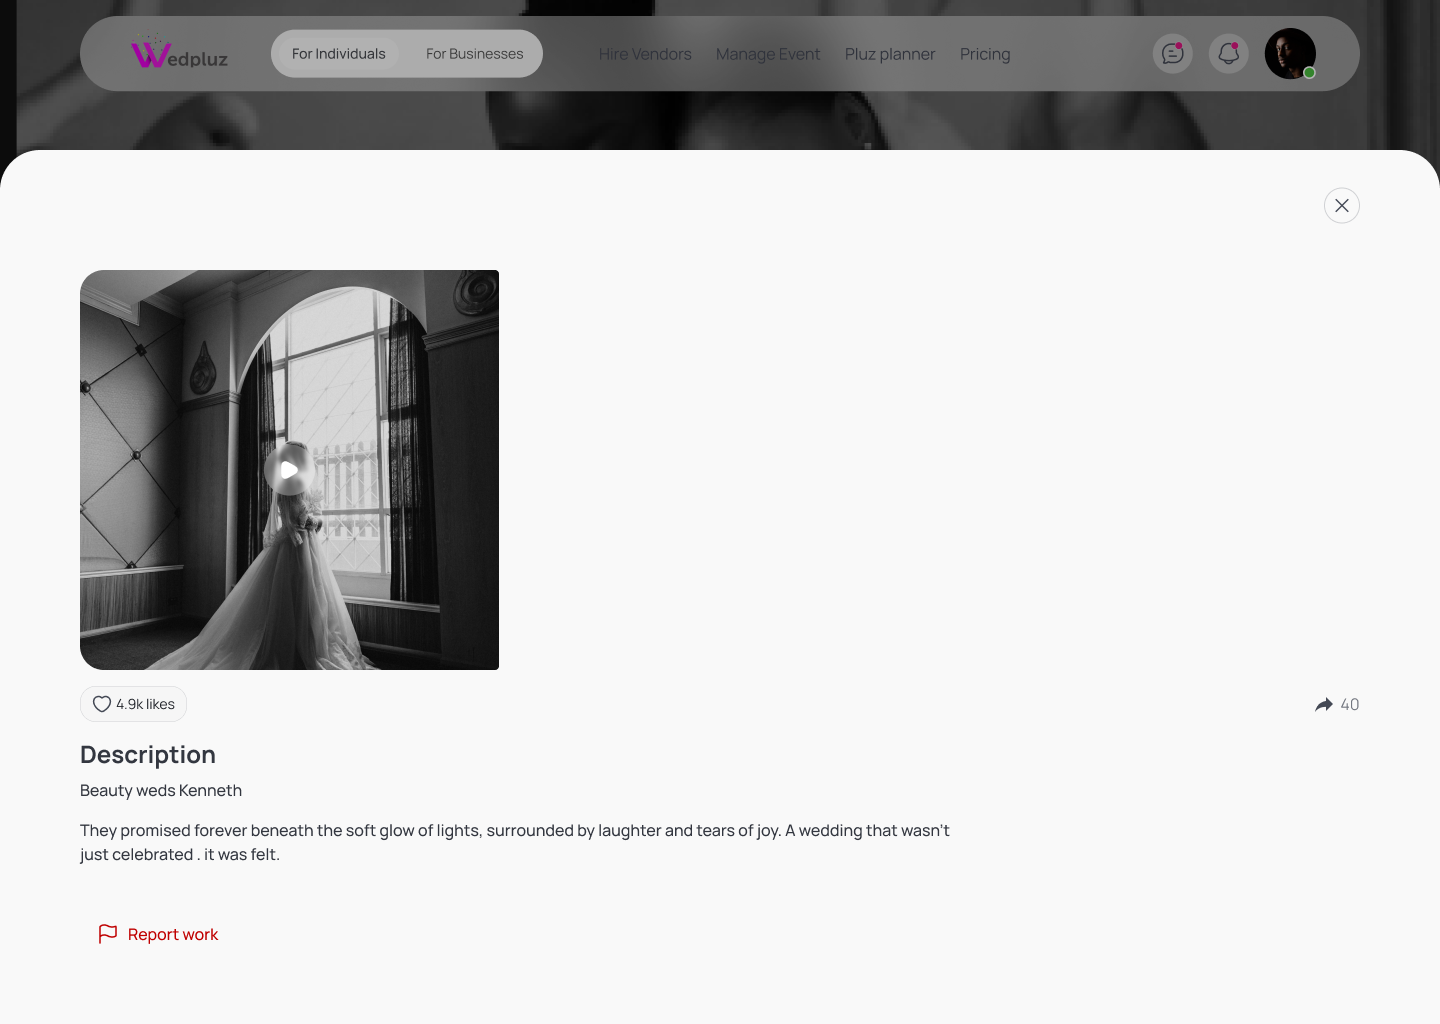 Wedpluz
For Individuals
For Businesses
Hire Vendors
Manage Event
Pluz planner
Pricing
4.9k likes
40
Description
Beauty weds Kenneth
They promised forever beneath the soft glow of lights, surrounded by laughter and tears of joy. A wedding that wasn't
just celebrated . it was felt.
Report work